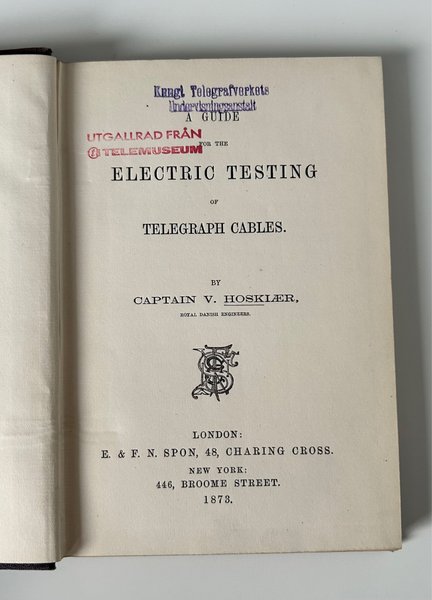 Kungl Telegrafverkets
Undervisningsanstalt
A GUIDE
UTGALLRAD FRÅN
TELEMUSEUM
FOR THE
ELECTRIC TESTING
OF
TELEGRAPH CABLES.
BY
CAPTAIN V. HOSKIÆR,
ROYAL DANISH ENGINEERS.
LONDON:
E. & F. N. SPON, 48, CHARING CROSS.
NEW YORK:
446, BROOME STREET.
1873.